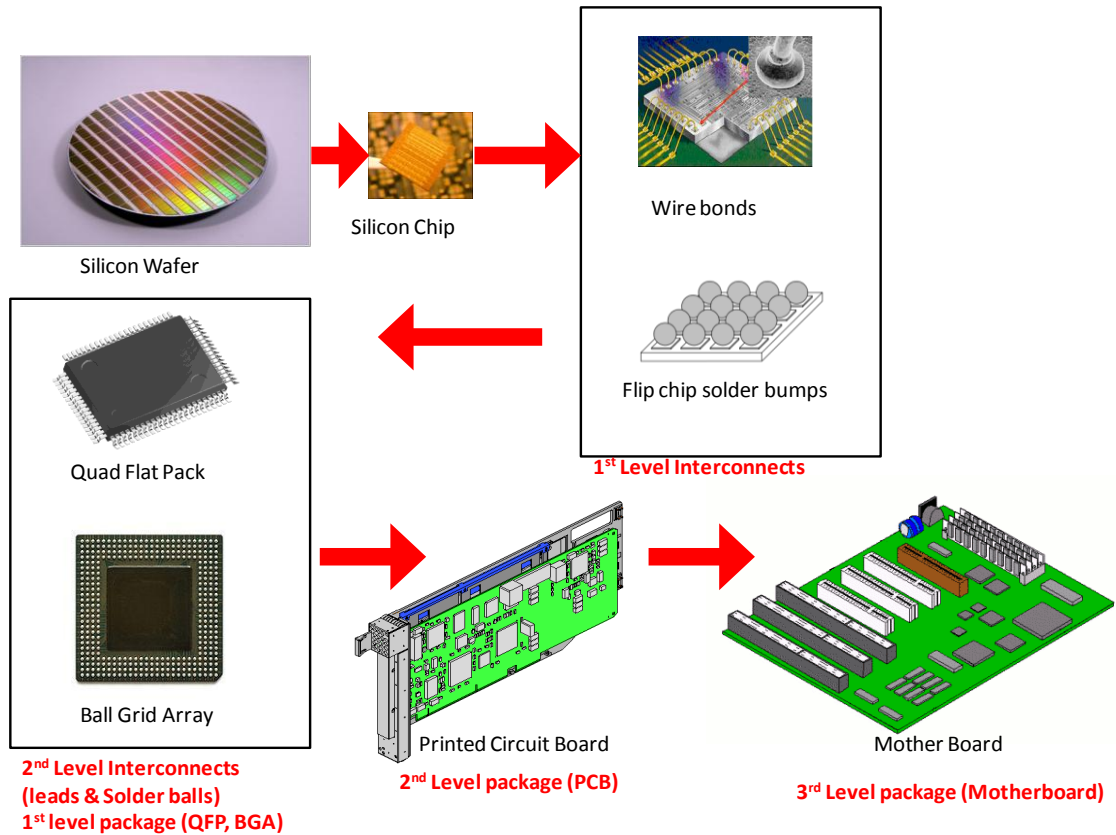 Silicon Wafer
Silicon Chip
Wire bonds
Flip chip solder bumps
1st Level Interconnects
Quad Flat Pack
Ball Grid Array
2nd Level Interconnects
(leads & Solder balls)
1st level package (QFP, BGA)
Printed Circuit Board
2nd Level package (PCB)
Mother Board
3rd Level package (Motherboard)